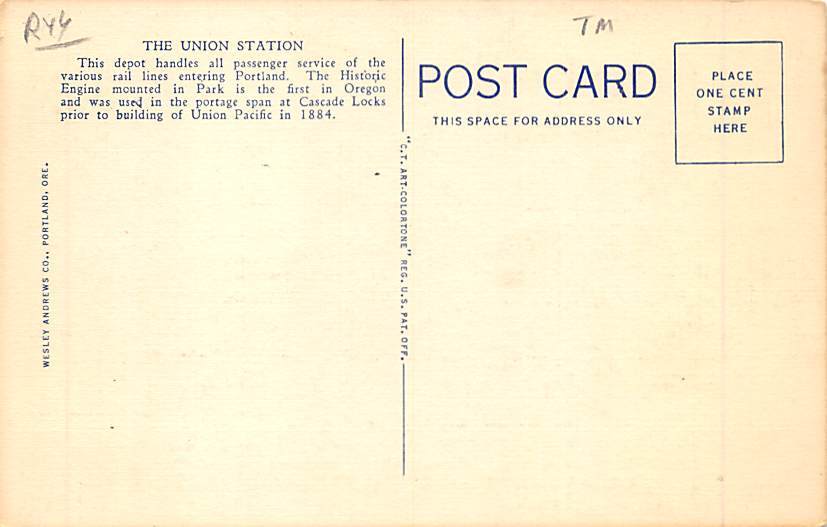 R44
TM
THE UNION STATION
This depot handles all passenger service of the
various rail lines entering Portland. The Historic
Engine mounted in Park is the first in Oregon
and was used in the portage span at Cascade Locks
prior to building of Union Pacific in 1884.
WESLEY ANDREWS CO., PORTLAND, ORE.
"C.T. ART-COLORTONE" REG. U.S. PAT. OFF.
POST CARD
THIS SPACE FOR ADDRESS ONLY
PLACE
ONE CENT
STAMP
HERE